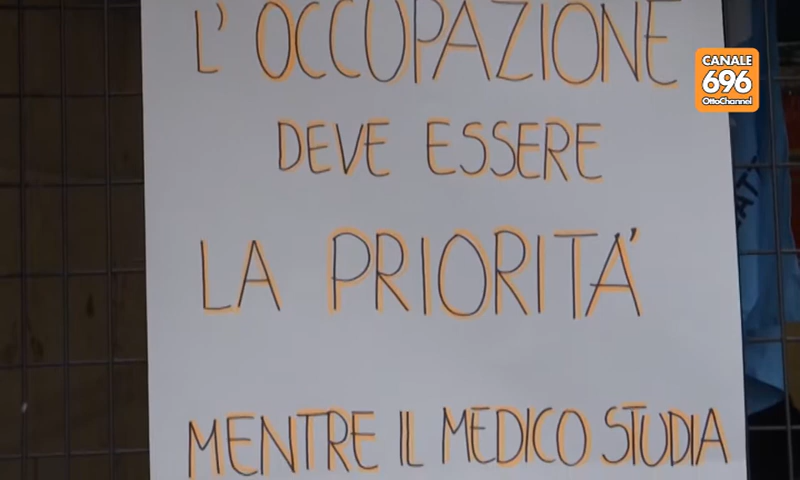 L'OCCUPAZIONE
DEVE ESSERE
LA PRIORITÀ
MENTRE IL MEDICO STUDIA
CANALE
696
OttoChannel